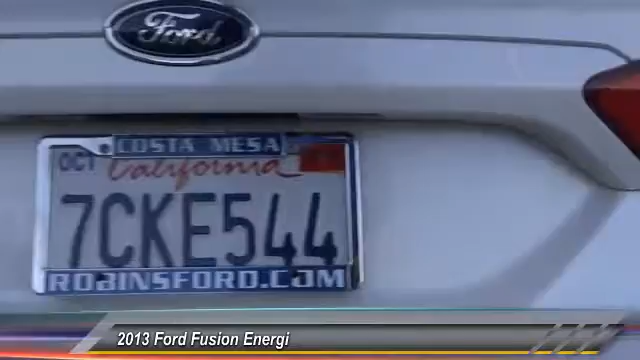 Ford
COSTA MESA
OCT
California
7CKE544
ROBINSFORD.COM
2013 Ford Fusion Energi